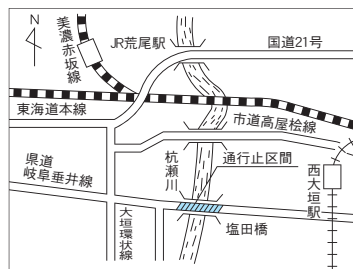 美濃赤坂線
JR荒尾駅
国道21号
東海道本線
市道高屋桧線
県道
岐阜垂井線
杭瀬川
通行止区間
西大垣駅
大垣環状線
塩田橋